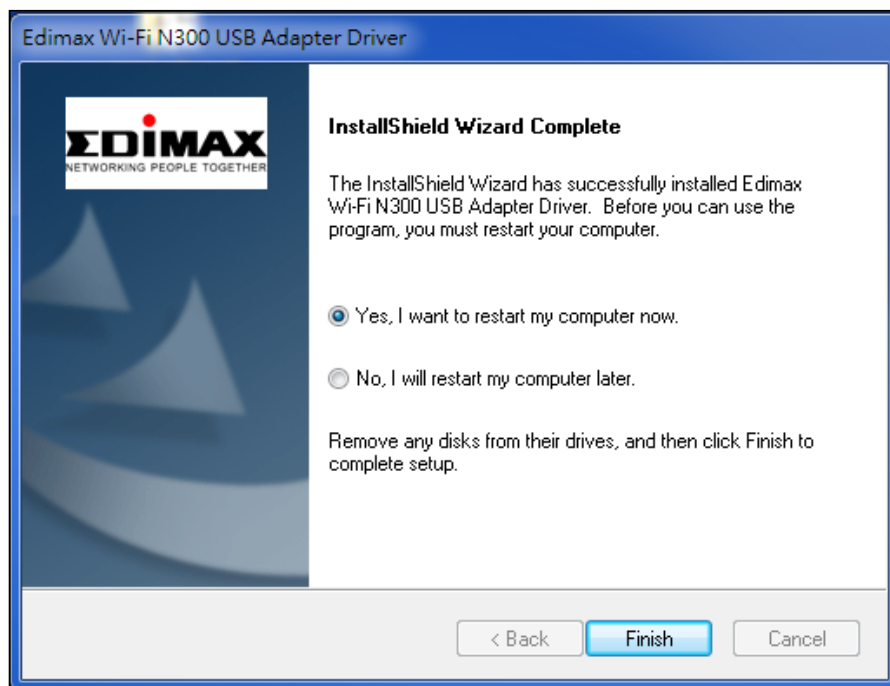 Edimax Wi-Fi N300 USB Adapter Driver
EDiMAX
NETWORKING PEOPLE TOGETHER
InstallShield Wizard Complete
The InstallShield Wizard has successfully installed Edimax
Wi-Fi N300 USB Adapter Driver. Before you can use the
program, you must restart your computer.
Yes, I want to restart my computer now.
No, I will restart my computer later.
Remove any disks from their drives, and then click Finish to
complete setup.
< Back
Finish
Cancel